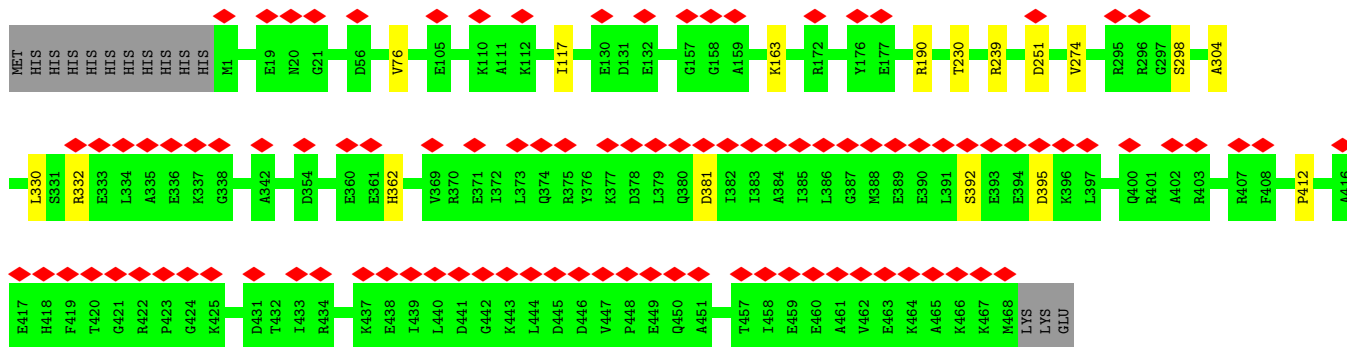 MET HIS HIS HIS HIS HIS HIS HIS HIS HIS M1 E19 N20 G21 D56 V76 E105 K110 A111 K112 I117 E130 D131 E132 G157 G158 A159 K163 R172 Y176 E177 R190 T230 R239 D251 V274 R295 R296 G297 S298 A304
L330 S331 R332 E333 L334 A335 E336 K337 G338 A342 D354 E360 E361 H362 V369 R370 E371 I372 L373 Q374 R375 Y376 K377 D378 L379 Q380 D381 I382 I383 A384 I385 L386 G387 M388 E389 E390 L391 S392 E393 E394 D395 K396 L397 Q400 R401 A402 R403 R407 F408 P412 A416
E417 H418 F419 T420 G421 R422 P423 G424 K425 D431 T432 I433 R434 K437 E438 I439 L440 D441 G442 K443 L444 D445 D446 V447 P448 E449 Q450 A451 T457 I458 E459 E460 A461 V462 E463 K464 A465 K466 K467 M468 LYS LYS GLU